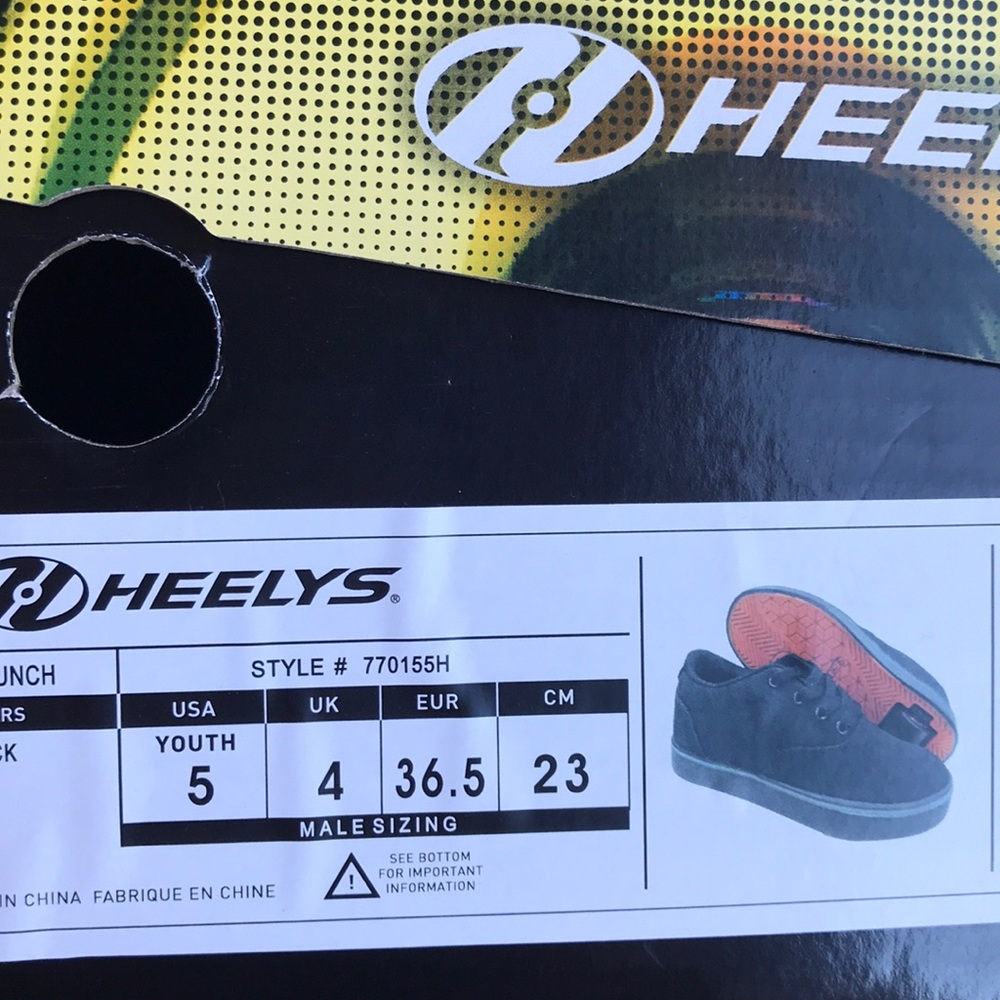 HEE
HEELYS®
UNCH
STYLE # 770155H
RS
USA
UK
EUR
CM
CK
YOUTH
5
4
36.5
23
MALE SIZING
SEE BOTTOM
FOR IMPORTANT
INFORMATION
IN CHINA FABRIQUE EN CHINE